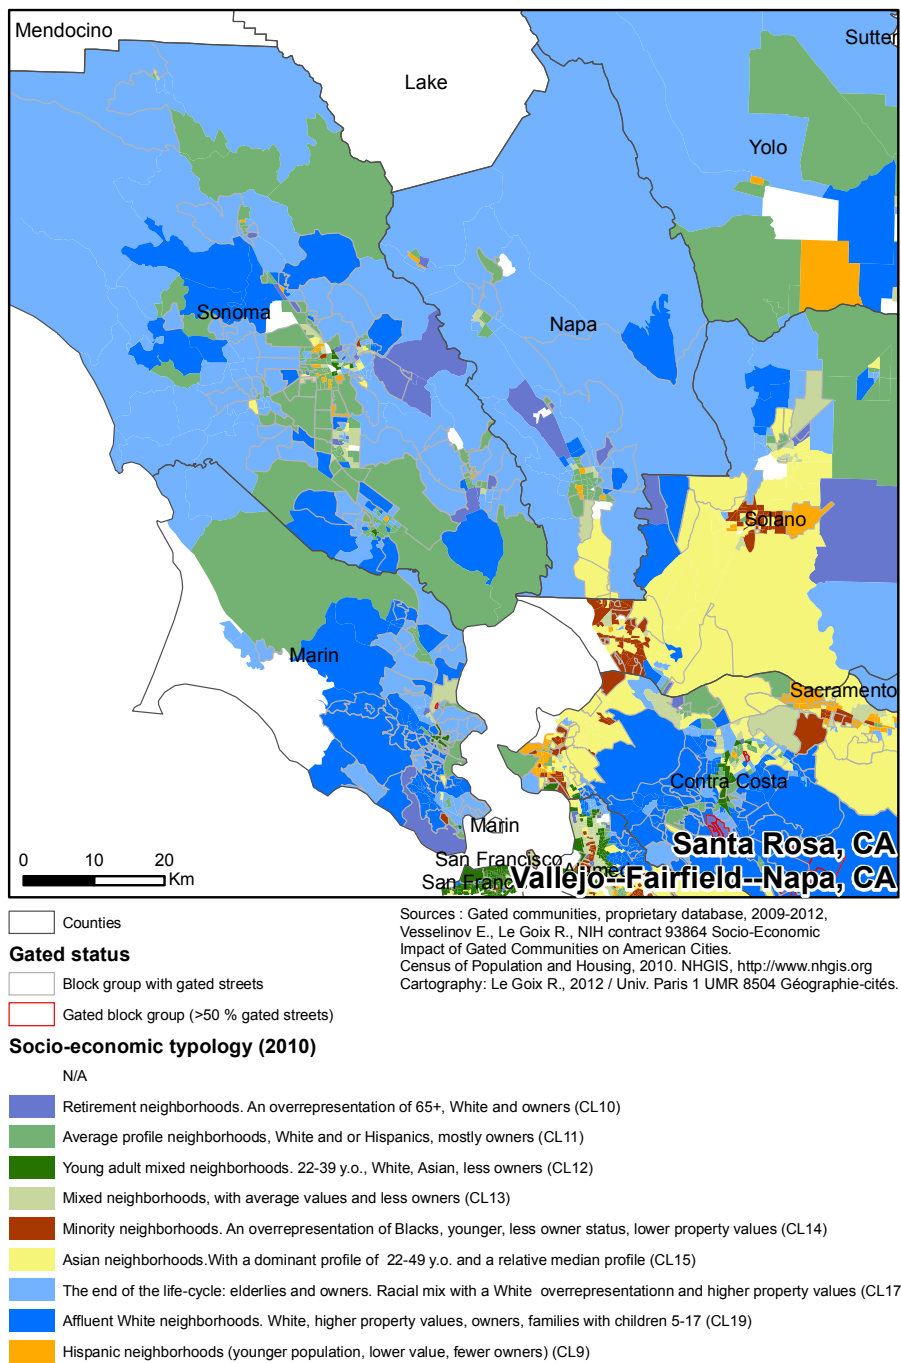 Mendocino
Sutter
Lake
Yolo
Sonoma
Napa
Solano
Marin
Sacramento
Contra Costa
Marin
Santa Rosa, CA
San Francisco
San Franc
Vallejo--Fairfield--Napa, CA
0 10 20
Km
Counties
Gated status
Block group with gated streets
Gated block group (>50 % gated streets)
Sources : Gated communities, proprietary database, 2009-2012,
Vesselinov E., Le Goix R., NIH contract 93864 Socio-Economic
Impact of Gated Communities on American Cities.
Census of Population and Housing, 2010. NHGIS, http://www.nhgis.org
Cartography: Le Goix R., 2012 / Univ. Paris 1 UMR 8504 Géographie-cités.
Socio-economic typology (2010)
N/A
Retirement neighborhoods. An overrepresentation of 65+, White and owners (CL10)
Average profile neighborhoods, White and or Hispanics, mostly owners (CL11)
Young adult mixed neighborhoods. 22-39 y.o., White, Asian, less owners (CL12)
Mixed neighborhoods, with average values and less owners (CL13)
Minority neighborhoods. An overrepresentation of Blacks, younger, less owner status, lower property values (CL14)
Asian neighborhoods.With a dominant profile of 22-49 y.o. and a relative median profile (CL15)
The end of the life-cycle: elderlies and owners. Racial mix with a White overrepresentationn and higher property values (CL17
Affluent White neighborhoods. White, higher property values, owners, families with children 5-17 (CL19)
Hispanic neighborhoods (younger population, lower value, fewer owners) (CL9)